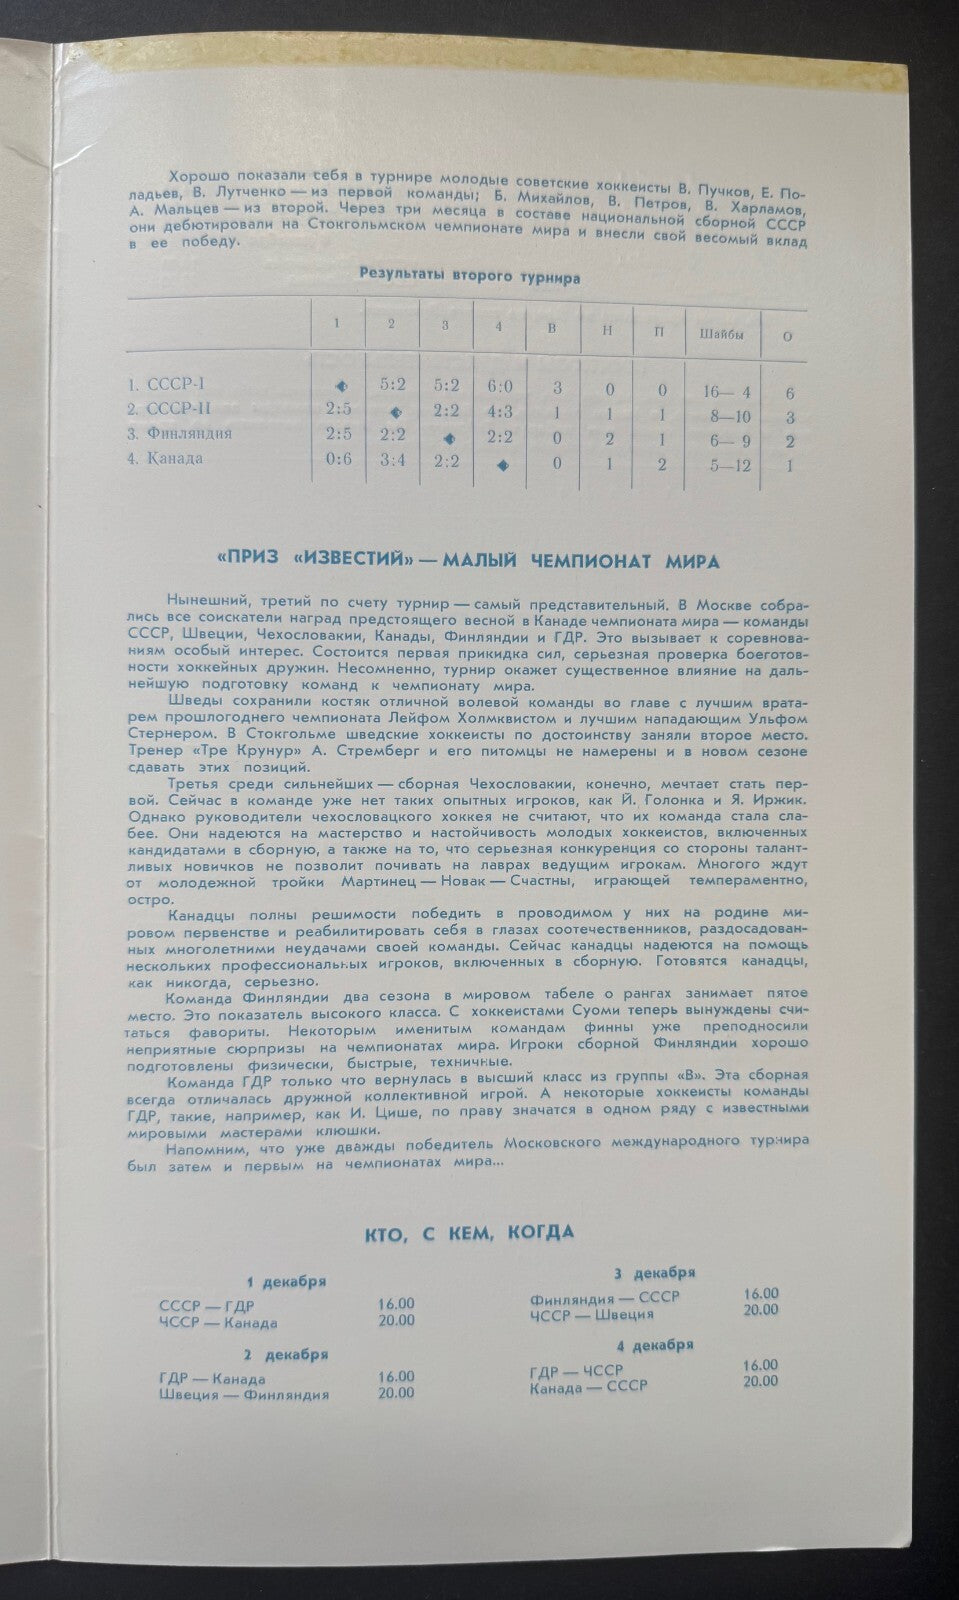 Хорошо показали себя в турнире молодые советские хоккеисты В. Пучков, Е. По-
ладьев, В. Лутченко — из первой команды; Б. Михайлов, В. Петров, В. Харламов,
А. Мальцев — из второй. Через три месяца в составе национальной сборной СССР
они дебютировали на Стокгольмском чемпионате мира и внесли свой весомый вклад
в ее победу.
Результаты второго турнира
1 2 3 4 В Н П Шайбы О
1. СССР-I 5:2 5:2 6:0 3 0 0 16— 4 6
2. СССР-II 2:5 2:2 4:3 1 1 1 8—10 3
3. Финляндия 2:5 2:2 2:2 0 2 1 6— 9 2
4. Канада 0:6 3:4 2:2 0 1 2 5—12 1
«ПРИЗ «ИЗВЕСТИЙ» — МАЛЫЙ ЧЕМПИОНАТ МИРА
Нынешний, третий по счету турнир — самый представительный. В Москве собра-
лись все соискатели наград предстоящего весной в Канаде чемпионата мира — команды
СССР, Швеции, Чехословакии, Канады, Финляндии и ГДР. Это вызывает к соревнова-
ниям особый интерес. Состоится первая прикидка сил, серьезная проверка боеготов-
ности хоккейных дружин. Несомненно, турнир окажет существенное влияние на даль-
нейшую подготовку команд к чемпионату мира.
Шведы сохранили костяк отличной волевой команды во главе с лучшим врата-
рем прошлогоднего чемпионата Лейфом Холмквистом и лучшим нападающим Ульфом
Стернером. В Стокгольме шведские хоккеисты по достоинству заняли второе место.
Тренер «Тре Крунур» А. Стремберг и его питомцы не намерены и в новом сезоне
сдавать этих позиций.
Третья среди сильнейших — сборная Чехословакии, конечно, мечтает стать пер-
вой. Сейчас в команде уже нет таких опытных игроков, как Й. Голонка и Я. Иржик.
Однако руководители чехословацкого хоккея не считают, что их команда стала сла-
бее. Они надеются на мастерство и настойчивость молодых хоккеистов, включенных
кандидатами в сборную, а также на то, что серьезная конкуренция со стороны талант-
ливых новичков не позволит почивать на лаврах ведущим игрокам. Многого ждут
от молодежной тройки Мартинец — Новак — Счастны, играющей темпераментно,
остро.
Канадцы полны решимости победить в проводимом у них на родине ми-
ровом первенстве и реабилитировать себя в глазах соотечественников, раздосадован-
ных многолетними неудачами своей команды. Сейчас канадцы надеются на помощь
нескольких профессиональных игроков, включенных в сборную. Готовятся канадцы,
как никогда, серьезно.
Команда Финляндии два сезона в мировом табеле о рангах занимает пятое
место. Это показатель высокого класса. С хоккеистами Суоми теперь вынуждены счи-
таться фавориты. Некоторым именитым командам финны уже преподносили
неприятные сюрпризы на чемпионатах мира. Игроки сборной Финляндии хорошо
подготовлены физически, быстрые, техничные.
Команда ГДР только что вернулась в высший класс из группы «В». Эта сборная
всегда отличалась дружной коллективной игрой. А некоторые хоккеисты команды
ГДР, такие, например, как И. Цише, по праву значатся в одном ряду с известными
мировыми мастерами клюшки.
Напомним, что уже дважды победитель Московского международного турнира
был затем и первым на чемпионатах мира...
КТО, С КЕМ, КОГДА
1 декабря
СССР — ГДР 16.00
ЧССР — Канада 20.00
2 декабря
ГДР — Канада 16.00
Швеция — Финляндия 20.00
3 декабря
Финляндия — СССР 16.00
ЧССР — Швеция 20.00
4 декабря
ГДР — ЧССР 16.00
Канада — СССР 20.00